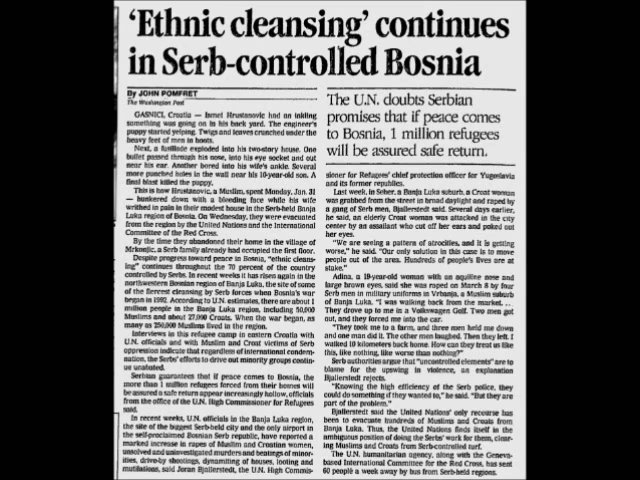 ‘Ethnic cleansing’ continues
in Serb-controlled Bosnia
By JOHN POMFRET
The Washington Post
The U.N. doubts Serbian
promises that if peace comes
to Bosnia, 1 million refugees
will be assured safe return.
GASNICI, Croatia — Ismet Hrustanovic had an inkling
something was going on in his back yard. The engineer's
puppy started yelping. Twigs and leaves crunched under the
heavy feet of men in boots.
Next, a fusillade exploded into his two-story house. One
bullet passed through his nose, into his eye socket and out
near his ear. Another bored into his wife's ankle. Several
more punched holes in the wall near his 10-year-old son. A
final blast killed the puppy.
This is how Hrustanovic, a Muslim, spent Monday, Jan. 31
— hunkered down with a bleeding face while his wife
writhed in pain in their modest house in the Serb-held Banja
Luka region of Bosnia. On Wednesday, they were evacuated
from the region by the United Nations and the International
Committee of the Red Cross.
By the time they abandoned their home in the village of
Mrkonjic, a Serb family already had occupied the first floor.
Despite progress toward peace in Bosnia, "ethnic cleans-
ing" continues throughout the 70 percent of the country
controlled by Serbs. In recent weeks it has risen again in the
northwestern Bosnian region of Banja Luka, the site of some
of the fiercest cleansing by Serb forces when Bosnia's war
began in 1992. According to U.N. estimates, there are about 1
million people in the Banja Luka region, including 50,000
Muslims and about 27,000 Croats. When the war began, as
many as 250,000 Muslims lived in the region.
Interviews in this refugee camp in eastern Croatia with
U.N. officials and with Muslim and Croat victims of Serb
oppression indicate that regardless of international condem-
nation, the Serbs' efforts to drive out minority groups contin-
ue unabated.
Serbian guarantees that if peace comes to Bosnia, the
more than 1 million refugees forced from their homes will
be assured a safe return appear increasingly hollow, officials
from the office of the U.N. High Commissioner for Refugees
said.
In recent weeks, U.N. officials in the Banja Luka region,
the site of the biggest Serb-held city and the only airport in
the self-proclaimed Bosnian Serb republic, have reported a
marked increase in rapes of Muslim and Croatian women,
unsolved and uninvestigated murders and beatings of minor-
ities, drive-by shootings, dynamiting of houses, looting and
mutilations, said Joran Bjallerstedt, the U.N. High Commis-
sioner for Refugees' chief protection officer for Yugoslavia
and its former republics.
Last week, in Seher, a Banja Luka suburb, a Croat woman
was grabbed from the street in broad daylight and raped by
a gang of Serb men, Bjallerstedt said. Several days earlier,
he said, an elderly Croat woman was attacked in the city
center by an assailant who cut off her ears and poked out
her eyes.
"We are seeing a pattern of atrocities, and it is getting
worse," he said. "Our only solution in this case is to move
people out of the area. Hundreds of people's lives are at
stake."
Adina, a 19-year-old woman with an aquiline nose and
large brown eyes, said she was raped on March 8 by four
Serb men in military uniforms in Vrbanja, a Muslim suburb
of Banja Luka. "I was walking back from the market. ...
They drove up to me in a Volkswagen Golf. Two men got
out, and they forced me into the car.
"They took me to a farm, and three men held me down
and one man did it. The other men laughed. Then they left. I
walked 10 kilometers back home. How can they treat us like
this, like nothing, like worse than nothing?"
Serb authorities argue that "uncontrolled elements" are to
blame for the upswing in violence, an explanation
Bjallerstedt rejects.
"Knowing the high efficiency of the Serb police, they
could do something if they wanted to," he said. "But they are
part of the problem."
Bjallerstedt said the United Nations' only recourse has
been to evacuate hundreds of Muslims and Croats from
Banja Luka. Thus, the United Nations finds itself in the
ambiguous position of doing the Serbs' work for them, clear-
ing Muslims and Croats from Serb-controlled turf.
The U.N. humanitarian agency, along with the Geneva-
based International Committee for the Red Cross, has sent
60 people a week away by bus from Serb-held regions.